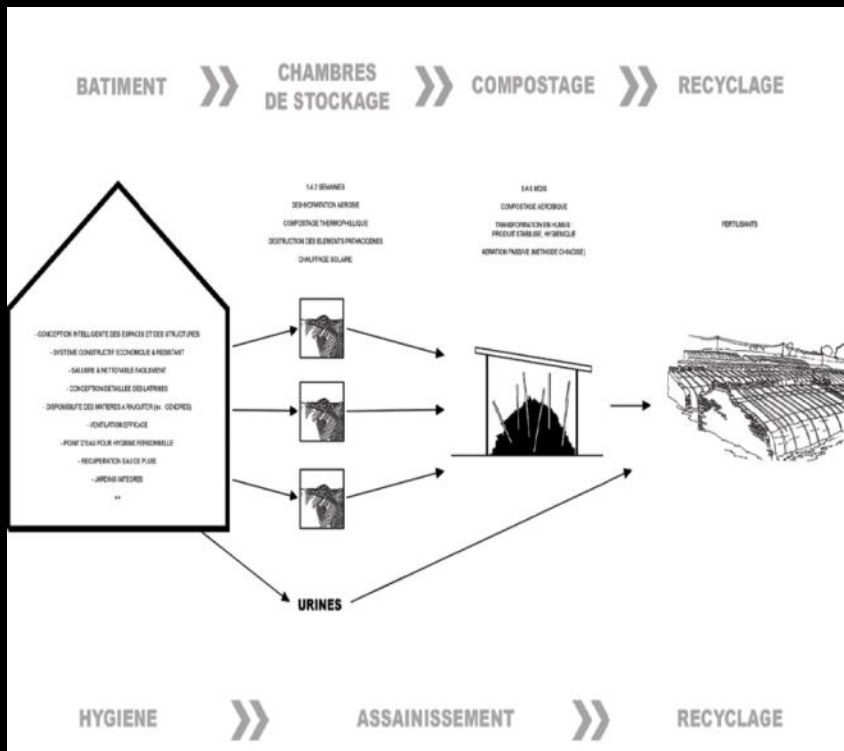 BATIMENT
CHAMBRES
DE STOCKAGE
COMPOSTAGE
RECYCLAGE
1 A 2 SEMAINES
DESHYDRATATION AEROBIE
COMPOSTAGE THERMOPHILLIQUE
DESTRUCTION DES ELEMENTS PATHAOGÈNES
CHAUFFAGE SOLAIRE
MOIS
COMPOSTAGE AEROBIQUE
TRANSFORMATION EN HUMUS :
PRODUIT STABILISE, HYGIENIQUE
AERATION PASSIVE (METHODE CHINOISE)
FERTILISANTS
- CONCEPTION INTELLIGENTE DES ESPACES ET DES STRUCTURES
- SYSTEME CONSTRUCTIF ECONOMIQUE & RESISTANT
- SALUBRE & NETTOYABLE FACILEMENT
- CONCEPTION DETAILLEE DES LATRINES
- DISPONIBILITE DES MATIERES A RAJOUTER (ex : CENDRES)
- VENTILATION EFFICACE
- POINT D'EAU POUR HYGIENE PERSONNELLE
- RECUPERATION EAU DE PLUIE
- JARDINS INTEGRES
URINES
HYGIENE
ASSAINISSEMENT
RECYCLAGE